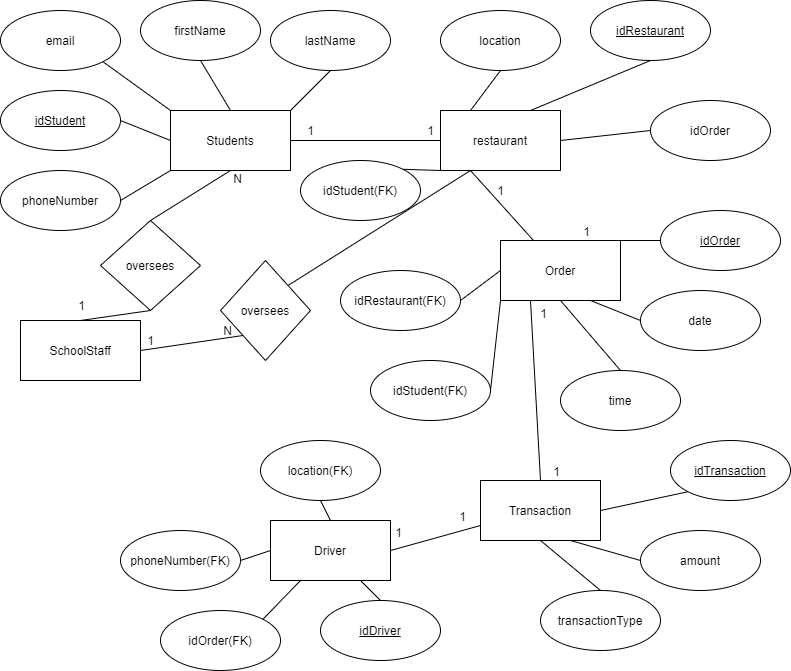 firstName
email
lastName
location
idRestaurant
idStudent
Students
1
1
restaurant
idOrder
N
idStudent(FK)
1
phoneNumber
1
idOrder
oversees
Order
idRestaurant(FK)
oversees
1
1
date
N
1
SchoolStaff
idStudent(FK)
time
location(FK)
1
idTransaction
1
1
Transaction
Driver
phoneNumber(FK)
amount
idOrder(FK)
idDriver
transactionType